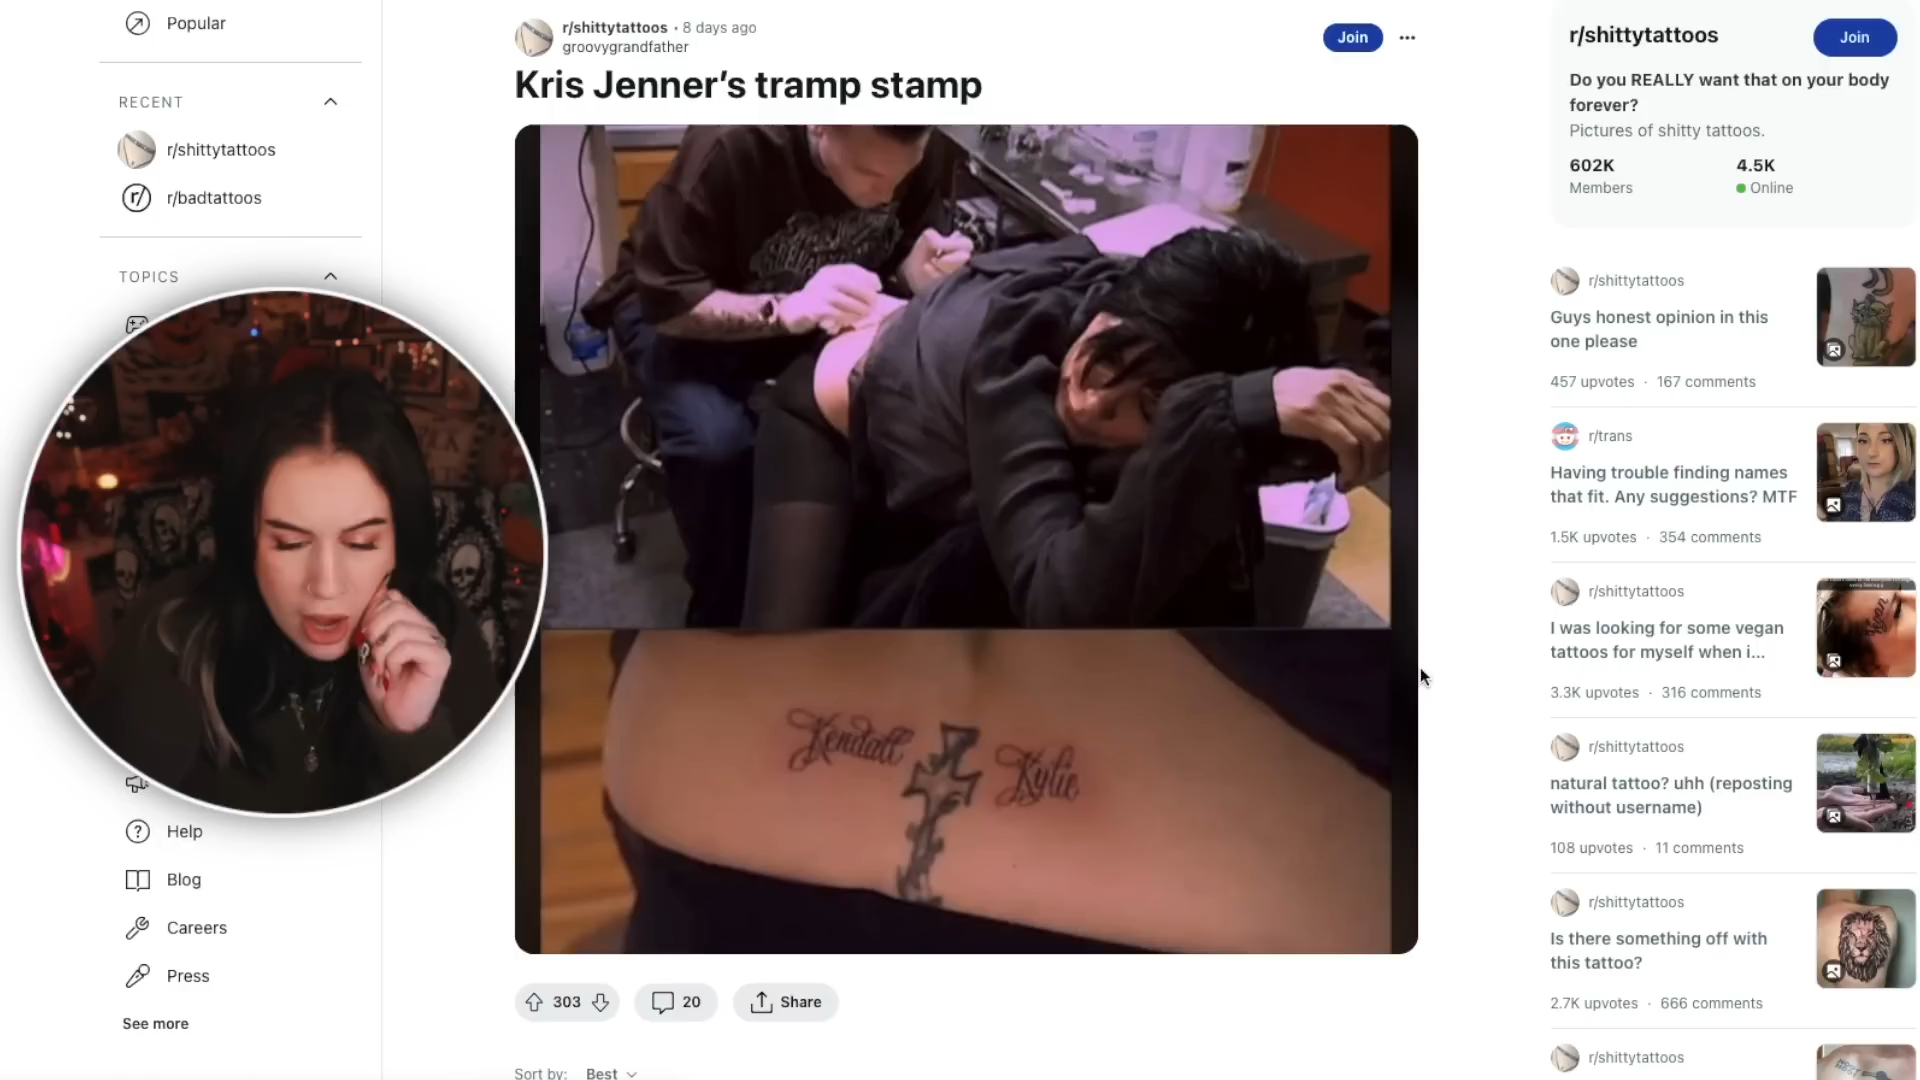 Popular
RECENT
r/shittytattoos
r/badtattoos
TOPICS
Help
Blog
Careers
Press
See more
r/shittytattoos · 8 days ago
groovygrandfather
Join
Kris Jenner’s tramp stamp
Kendall
Kylie
303
20
Share
Sort by: Best
r/shittytattoos
Join
Do you REALLY want that on your body
forever?
Pictures of shitty tattoos.
602K
Members
4.5K
Online
r/shittytattoos
Guys honest opinion in this
one please
457 upvotes · 167 comments
r/trans
Having trouble finding names
that fit. Any suggestions? MTF
1.5K upvotes · 354 comments
r/shittytattoos
I was looking for some vegan
tattoos for myself when i...
3.3K upvotes · 316 comments
r/shittytattoos
natural tattoo? uhh (reposting
without username)
108 upvotes · 11 comments
r/shittytattoos
Is there something off with
this tattoo?
2.7K upvotes · 666 comments
r/shittytattoos